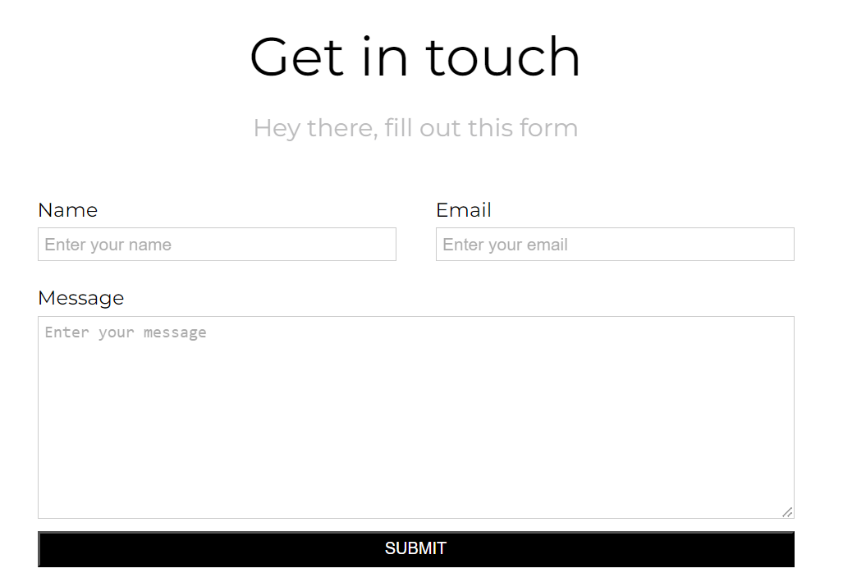 Get in touch
Hey there, fill out this form
Name
Email
Enter your name
Enter your email
Message
Enter your message
SUBMIT